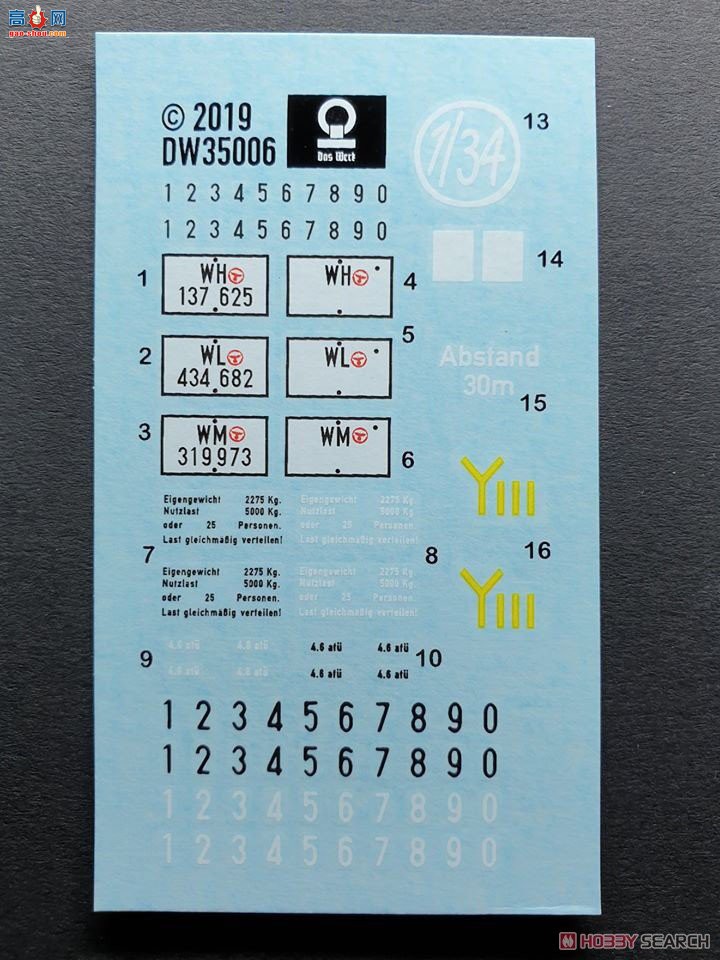 高手网
gao-shou.com
© 2019
DW35006
Das Werk
1/34
13
1 2 3 4 5 6 7 8 9 0
1 2 3 4 5 6 7 8 9 0
14
1
WH
137 625
WH
4
2
WL
434 682
WL
5
Abstand
30m
15
3
WM
319 973
WM
6
Eigengewicht 2275 Kg.
Nutzlast 5000 Kg.
oder 25 Personen.
Last gleichmäßig verteilen!
Eigengewicht 2275 Kg.
Nutzlast 5000 Kg.
oder 25 Personen.
Last gleichmäßig verteilen!
7
8
Eigengewicht 2275 Kg.
Nutzlast 5000 Kg.
oder 25 Personen.
Last gleichmäßig verteilen!
Eigengewicht 2275 Kg.
Nutzlast 5000 Kg.
oder 25 Personen.
Last gleichmäßig verteilen!
YIII
16
YIII
9
4.6 atü 4.6 atü
4.6 atü 4.6 atü
4.6 atü 4.6 atü
4.6 atü 4.6 atü
10
1 2 3 4 5 6 7 8 9 0
1 2 3 4 5 6 7 8 9 0
1 2 3 4 5 6 7 8 9 0
1 2 3 4 5 6 7 8 9 0
HOBBY SEARCH